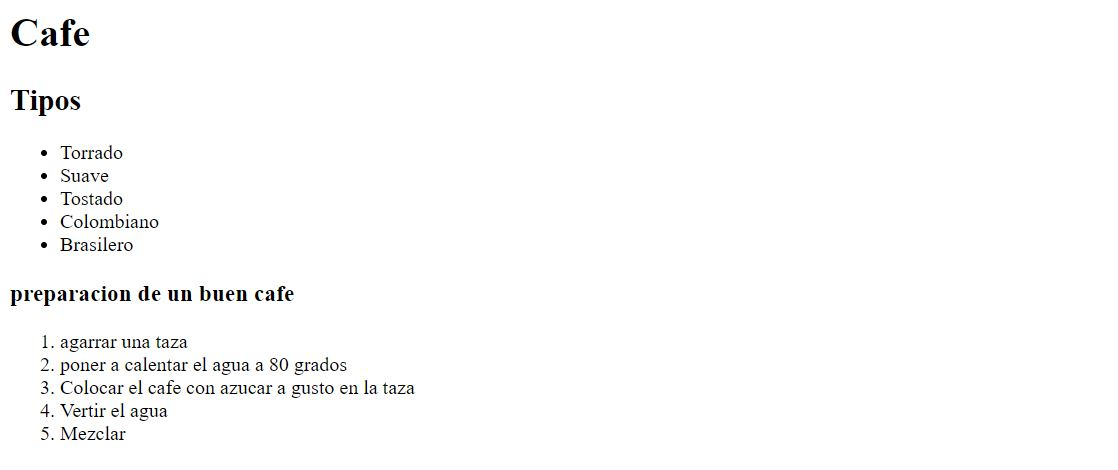 Cafe
Tipos
• Torrado
• Suave
• Tostado
• Colombiano
• Brasilero
preparacion de un buen cafe
1. agarrar una taza
2. poner a calentar el agua a 80 grados
3. Colocar el cafe con azucar a gusto en la taza
4. Vertir el agua
5. Mezclar